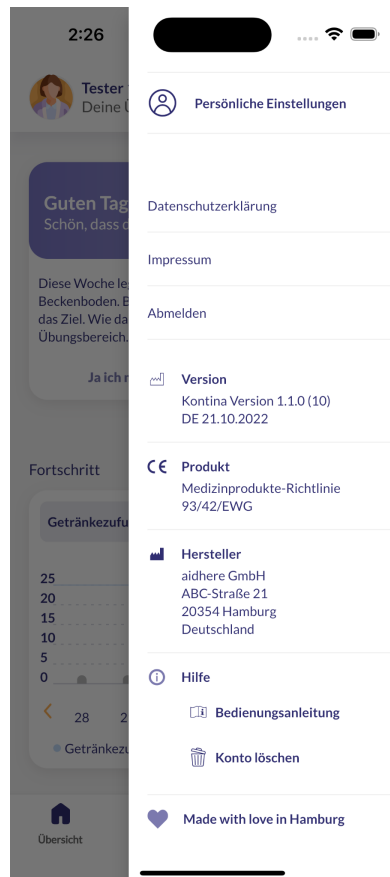 2:26
Tester
Deine Ü
Guten Tag
Schön, dass d
Diese Woche le
Beckenboden. B
das Ziel. Wie da
Übungsbereich.
Ja ich
Fortschritt
Getränkezufu
25
20
15
10
5
0
28 2
Getränkezu
Übersicht
Persönliche Einstellungen
Datenschutzerklärung
Impressum
Abmelden
Version
Kontina Version 1.1.0 (10)
DE 21.10.2022
CE Produkt
Medizinprodukte-Richtlinie
93/42/EWG
Hersteller
aidhere GmbH
ABC-Straße 21
20354 Hamburg
Deutschland
Hilfe
Bedienungsanleitung
Konto löschen
Made with love in Hamburg